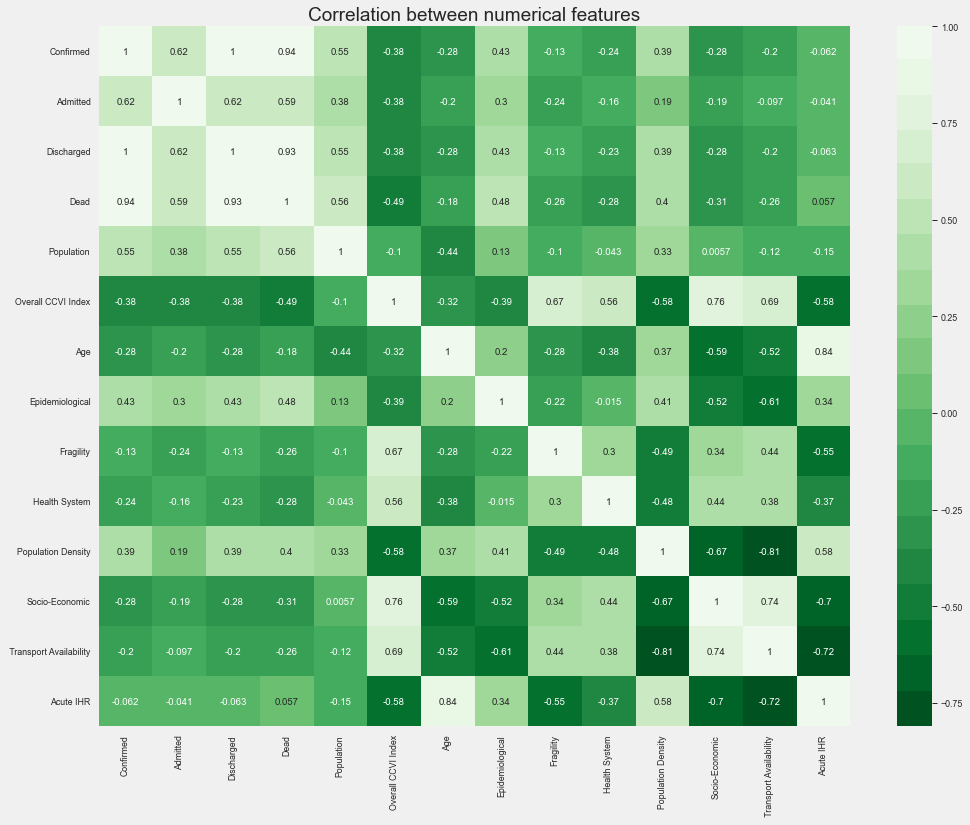 Correlation between numerical features
Confirmed 1 0.62 1 0.94 0.55 -0.38 -0.28 0.43 -0.13 -0.24 0.39 -0.28 -0.2 -0.062
Admitted 0.62 1 0.62 0.59 0.38 -0.38 -0.2 0.3 -0.24 -0.16 0.19 -0.19 -0.097 -0.041
Discharged 1 0.62 1 0.93 0.55 -0.38 -0.28 0.43 -0.13 -0.23 0.39 -0.28 -0.2 -0.063
Dead 0.94 0.59 0.93 1 0.56 -0.49 -0.18 0.48 -0.26 -0.28 0.4 -0.31 -0.26 0.057
Population 0.55 0.38 0.55 0.56 1 -0.1 -0.44 0.13 -0.1 -0.043 0.33 0.0057 -0.12 -0.15
Overall CCVI Index -0.38 -0.38 -0.38 -0.49 -0.1 1 -0.32 -0.39 0.67 0.56 -0.58 0.76 0.69 -0.58
Age -0.28 -0.2 -0.28 -0.18 -0.44 -0.32 1 0.2 -0.28 -0.38 0.37 -0.59 -0.52 0.84
Epidemiological 0.43 0.3 0.43 0.48 0.13 -0.39 0.2 1 -0.22 -0.015 0.41 -0.52 -0.61 0.34
Fragility -0.13 -0.24 -0.13 -0.26 -0.1 0.67 -0.28 -0.22 1 0.3 -0.49 0.34 0.44 -0.55
Health System -0.24 -0.16 -0.23 -0.28 -0.043 0.56 -0.38 -0.015 0.3 1 -0.48 0.44 0.38 -0.37
Population Density 0.39 0.19 0.39 0.4 0.33 -0.58 0.37 0.41 -0.49 -0.48 1 -0.67 -0.81 0.58
Socio-Economic -0.28 -0.19 -0.28 -0.31 0.0057 0.76 -0.59 -0.52 0.34 0.44 -0.67 1 0.74 -0.7
Transport Availability -0.2 -0.097 -0.2 -0.26 -0.12 0.69 -0.52 -0.61 0.44 0.38 -0.81 0.74 1 -0.72
Acute IHR -0.062 -0.041 -0.063 0.057 -0.15 -0.58 0.84 0.34 -0.55 -0.37 0.58 -0.7 -0.72 1
Confirmed
Admitted
Discharged
Dead
Population
Overall CCVI Index
Age
Epidemiological
Fragility
Health System
Population Density
Socio-Economic
Transport Availability
Acute IHR
1.00
0.75
0.50
0.25
0.00
−0.25
−0.50
−0.75